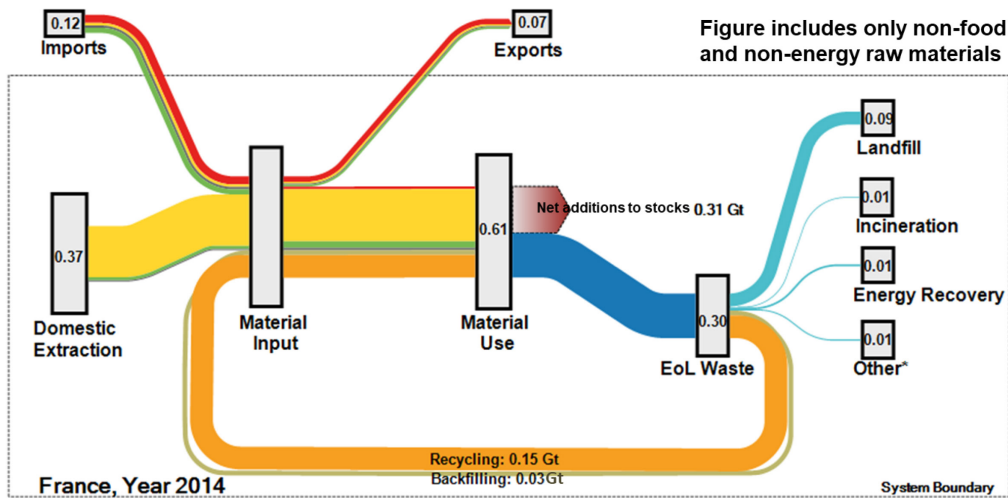 0.12
Imports
0.07
Exports
Figure includes only non-food
and non-energy raw materials
0.09
Landfill
0.37
Domestic
Extraction
Material
Input
0.61
Material
Use
Net additions to stocks 0.31 Gt
0.30
EoL Waste
0.01
Incineration
0.01
Energy Recovery
0.01
Other*
Recycling: 0.15 Gt
Backfilling: 0.03Gt
France, Year 2014
System Boundary